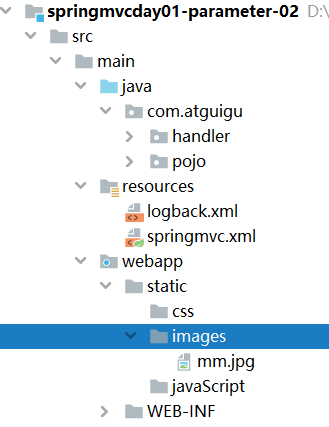 springmvcday01-parameter-02 D:\
src
main
java
com.atguigu
handler
pojo
resources
logback.xml
springmvc.xml
webapp
static
css
images
mm.jpg
javaScript
WEB-INF